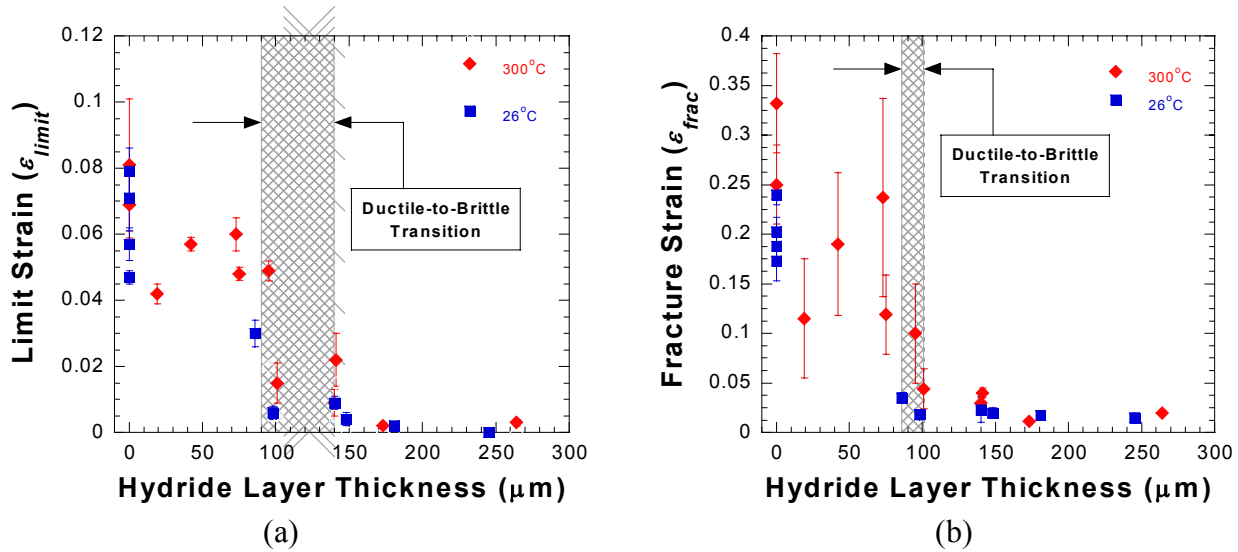 0.12
0.1
0.08
0.06
0.04
0.02
0
Limit Strain (ε_limit)
300°C
26°C
Ductile-to-Brittle
Transition
0 50 100 150 200 250 300
Hydride Layer Thickness (μm)
(a)
0.4
0.35
0.3
0.25
0.2
0.15
0.1
0.05
0
Fracture Strain (ε_frac)
300°C
26°C
Ductile-to-Brittle
Transition
0 50 100 150 200 250 300
Hydride Layer Thickness (μm)
(b)